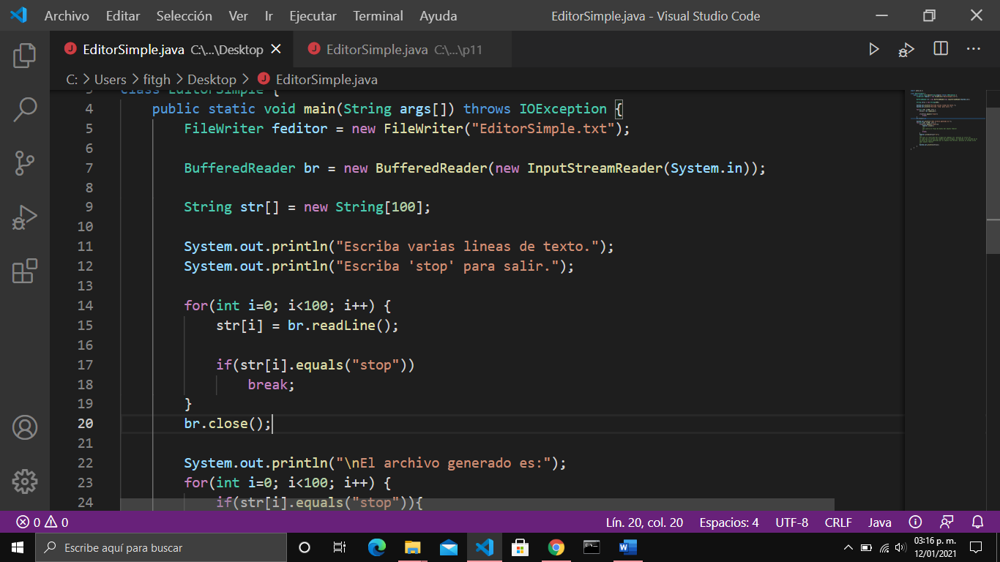 Archivo Editar Selección Ver Ir Ejecutar Terminal Ayuda EditorSimple.java - Visual Studio Code
EditorSimple.java C:\...\Desktop EditorSimple.java C:\...\p11
C: > Users > fitgh > Desktop > EditorSimple.java
3 class EditorSimple {
4 public static void main(String args[]) throws IOException {
5 FileWriter feditor = new FileWriter("EditorSimple.txt");
6
7 BufferedReader br = new BufferedReader(new InputStreamReader(System.in));
8
9 String str[] = new String[100];
10
11 System.out.println("Escriba varias lineas de texto.");
12 System.out.println("Escriba 'stop' para salir.");
13
14 for(int i=0; i<100; i++) {
15 str[i] = br.readLine();
16
17 if(str[i].equals("stop"))
18 break;
19 }
20 br.close();
21
22 System.out.println("\nEl archivo generado es:");
23 for(int i=0; i<100; i++) {
24 if(str[i].equals("stop")){
0 0 Lín. 20, col. 20 Espacios: 4 UTF-8 CRLF Java
Escribe aquí para buscar
03:16 p. m.
12/01/2021